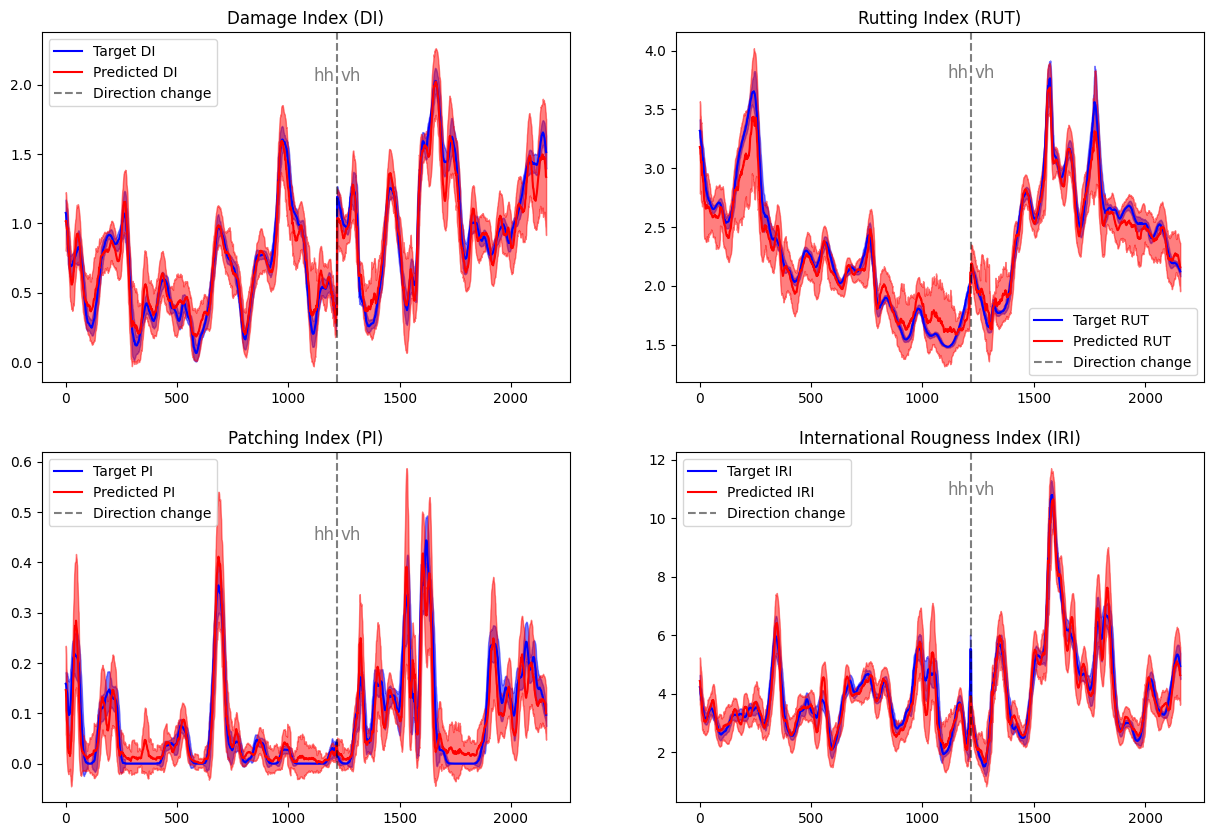 Damage Index (DI)
Target DI
Predicted DI
Direction change
hh vh
2.0
1.5
1.0
0.5
0.0
0 500 1000 1500 2000
Rutting Index (RUT)
4.0
3.5
3.0
2.5
2.0
1.5
hh vh
Target RUT
Predicted RUT
Direction change
0 500 1000 1500 2000
Patching Index (PI)
Target PI
Predicted PI
Direction change
hh vh
0.6
0.5
0.4
0.3
0.2
0.1
0.0
0 500 1000 1500 2000
International Rougness Index (IRI)
Target IRI
Predicted IRI
Direction change
hh vh
12
10
8
6
4
2
0 500 1000 1500 2000